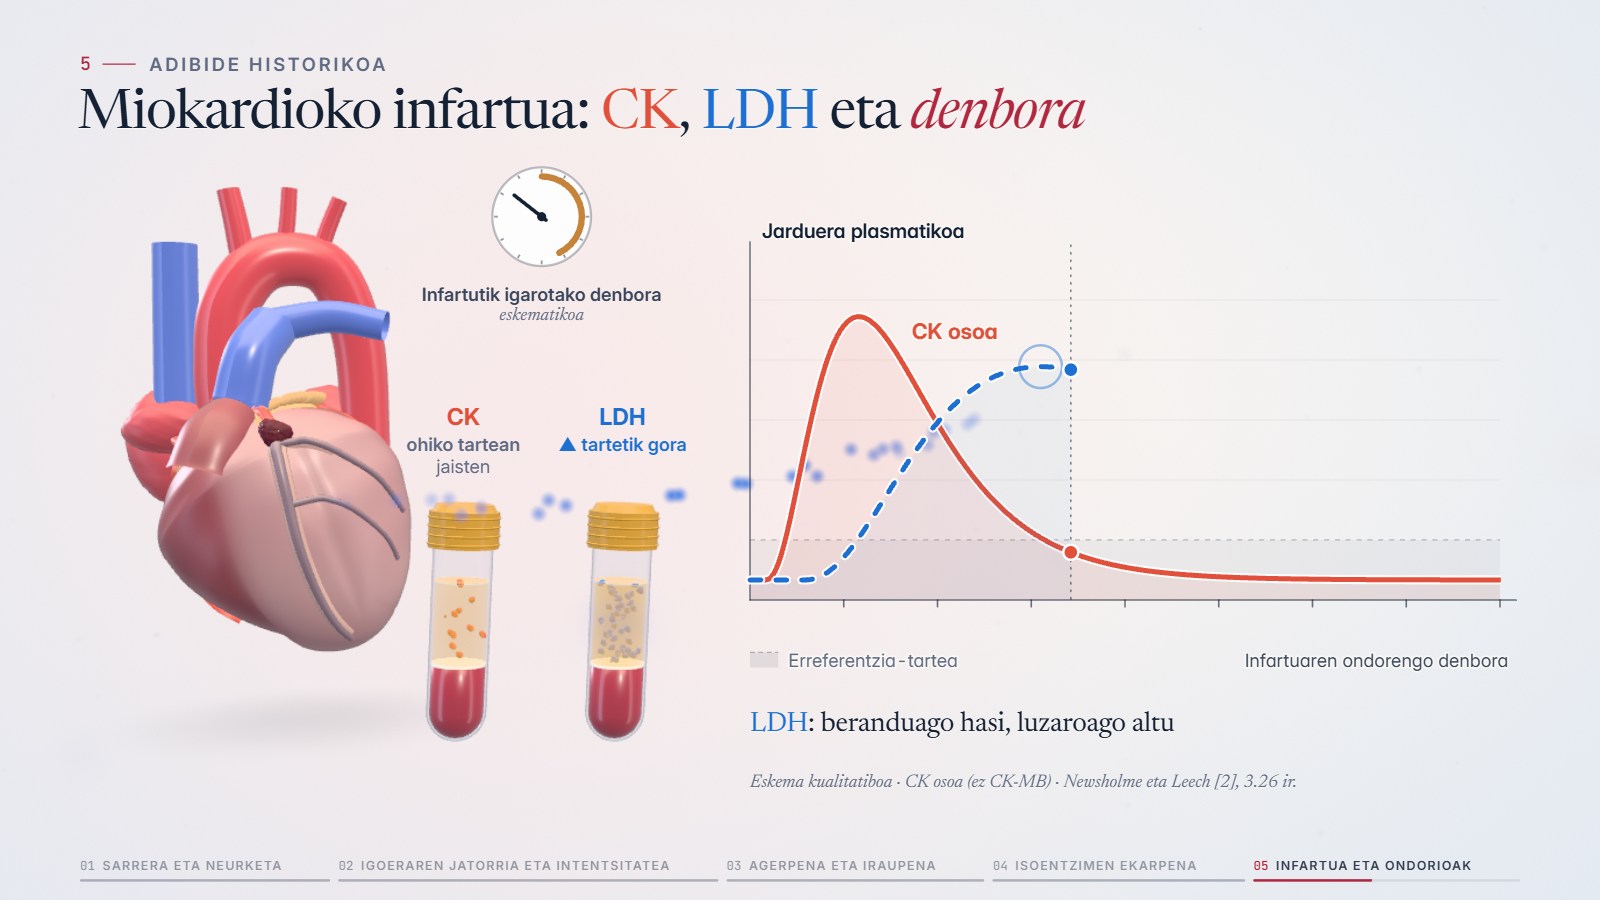 5 — ADIBIDE HISTORIKOA
Miokardioko infartua: CK, LDH eta denbora
Infartutik igarotako denbora
eskematikoa
CK
ohiko tartean
jaisten
LDH
▲ tartetik gora
Jarduera plasmatikoa
CK osoa
Erreferentzia-tartea
Infartuaren ondorengo denbora
LDH: beranduago hasi, luzaroago altu
Eskema kualitatiboa · CK osoa (ez CK-MB) · Newsholme eta Leech [2], 3.26 ir.
01 SARRERA ETA NEURKETA
02 IGOERAREN JATORRIA ETA INTENTSITATEA
03 AGERPENA ETA IRAUPENA
04 ISOENTZIMEN EKARPENA
05 INFARTUA ETA ONDORIOAK